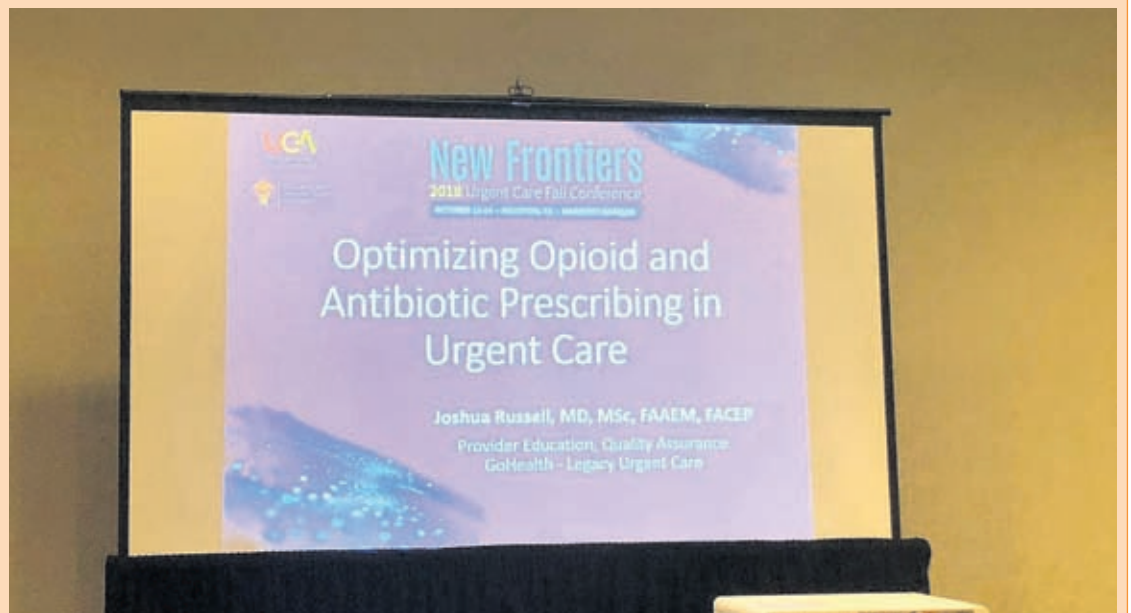 UCA
New Frontiers
2018 Urgent Care Fall Conference
Optimizing Opioid and
Antibiotic Prescribing in
Urgent Care
Joshua Russell, MD, MSc, FAAEM, FACEP
Provider Education, Quality Assurance
GoHealth - Legacy Urgent Care